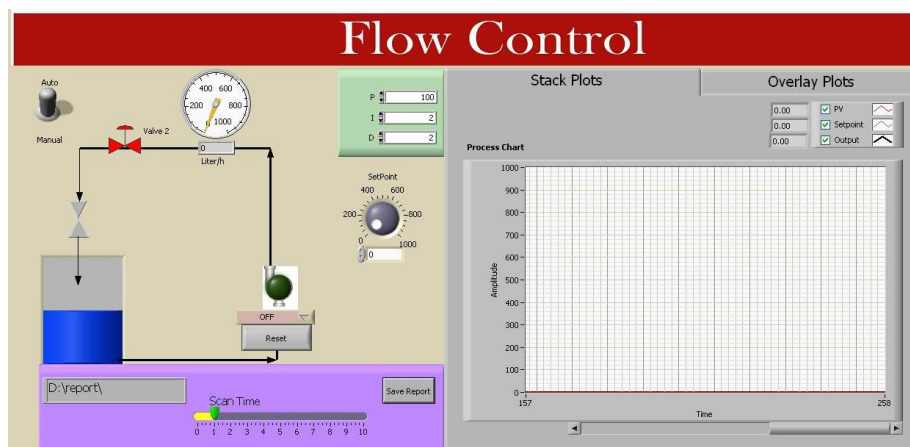 Flow Control
Auto
Manual
Valve 2
0 200 400 600 800 1000
0
Liter/h
P 100
I 2
D 2
SetPoint
0 200 400 600 800 1000
0
OFF
Reset
D:\report\
Save Report
Scan Time
0 1 2 3 4 5 6 7 8 9 10
Stack Plots
Overlay Plots
0.00 PV
0.00 Setpoint
0.00 Output
Process Chart
Amplitude
1000
900
800
700
600
500
400
300
200
100
0
157 258
Time